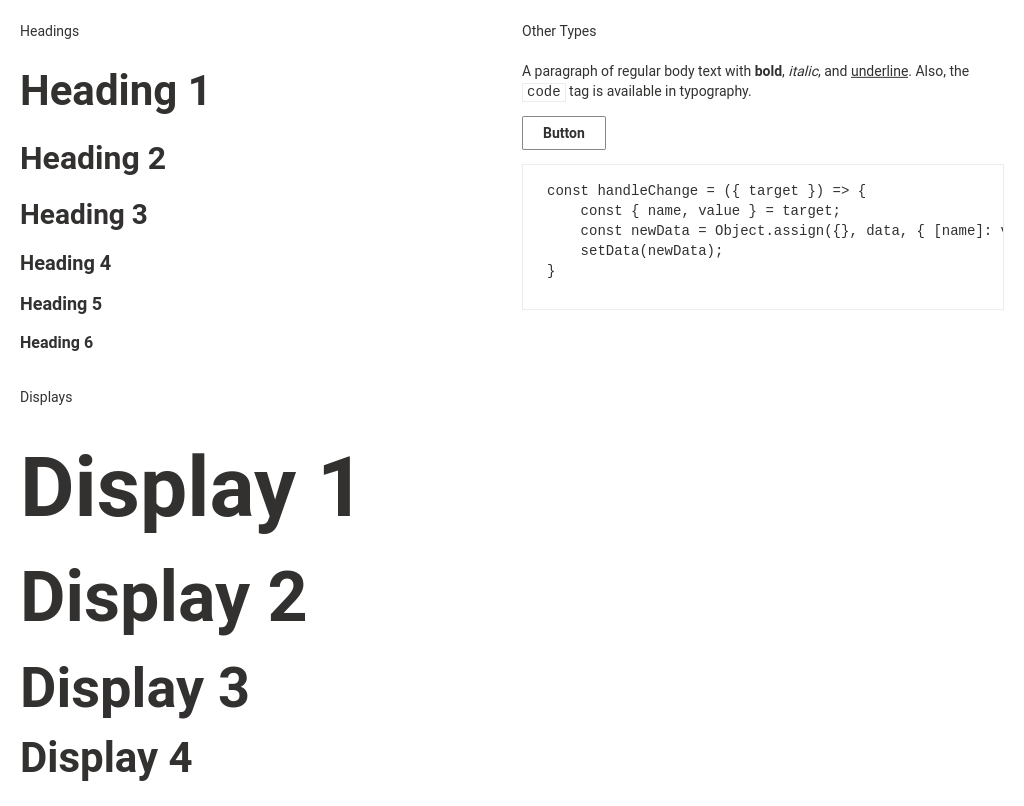 Headings
Heading 1
Heading 2
Heading 3
Heading 4
Heading 5
Heading 6
Displays
Display 1
Display 2
Display 3
Display 4
Other Types
A paragraph of regular body text with bold, italic, and underline. Also, the
code tag is available in typography.
Button
const handleChange = ({ target }) => {
    const { name, value } = target;
    const newData = Object.assign({}, data, { [name]:
    setData(newData);
}